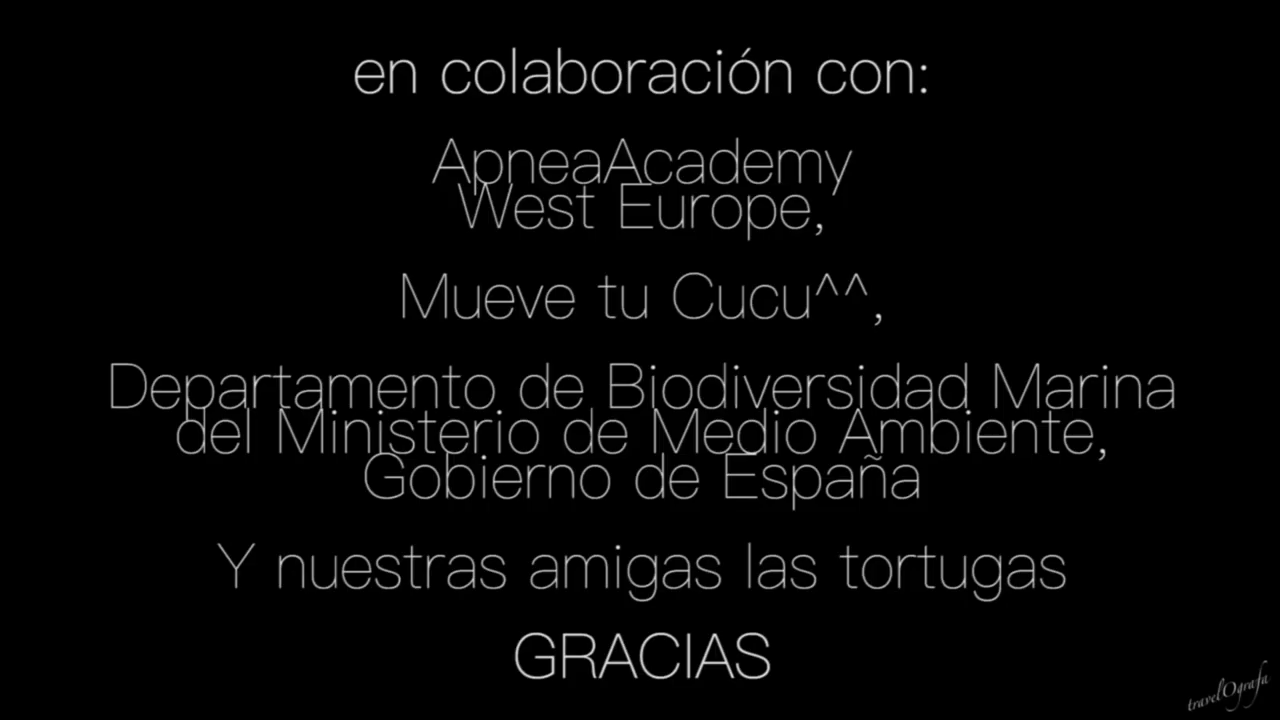 en colaboración con:
ApneaAcademy
West Europe,
Mueve tu Cucu^^,
Departamento de Biodiversidad Marina
del Ministerio de Medio Ambiente,
Gobierno de España
Y nuestras amigas las tortugas
GRACIAS
travelOgrafa